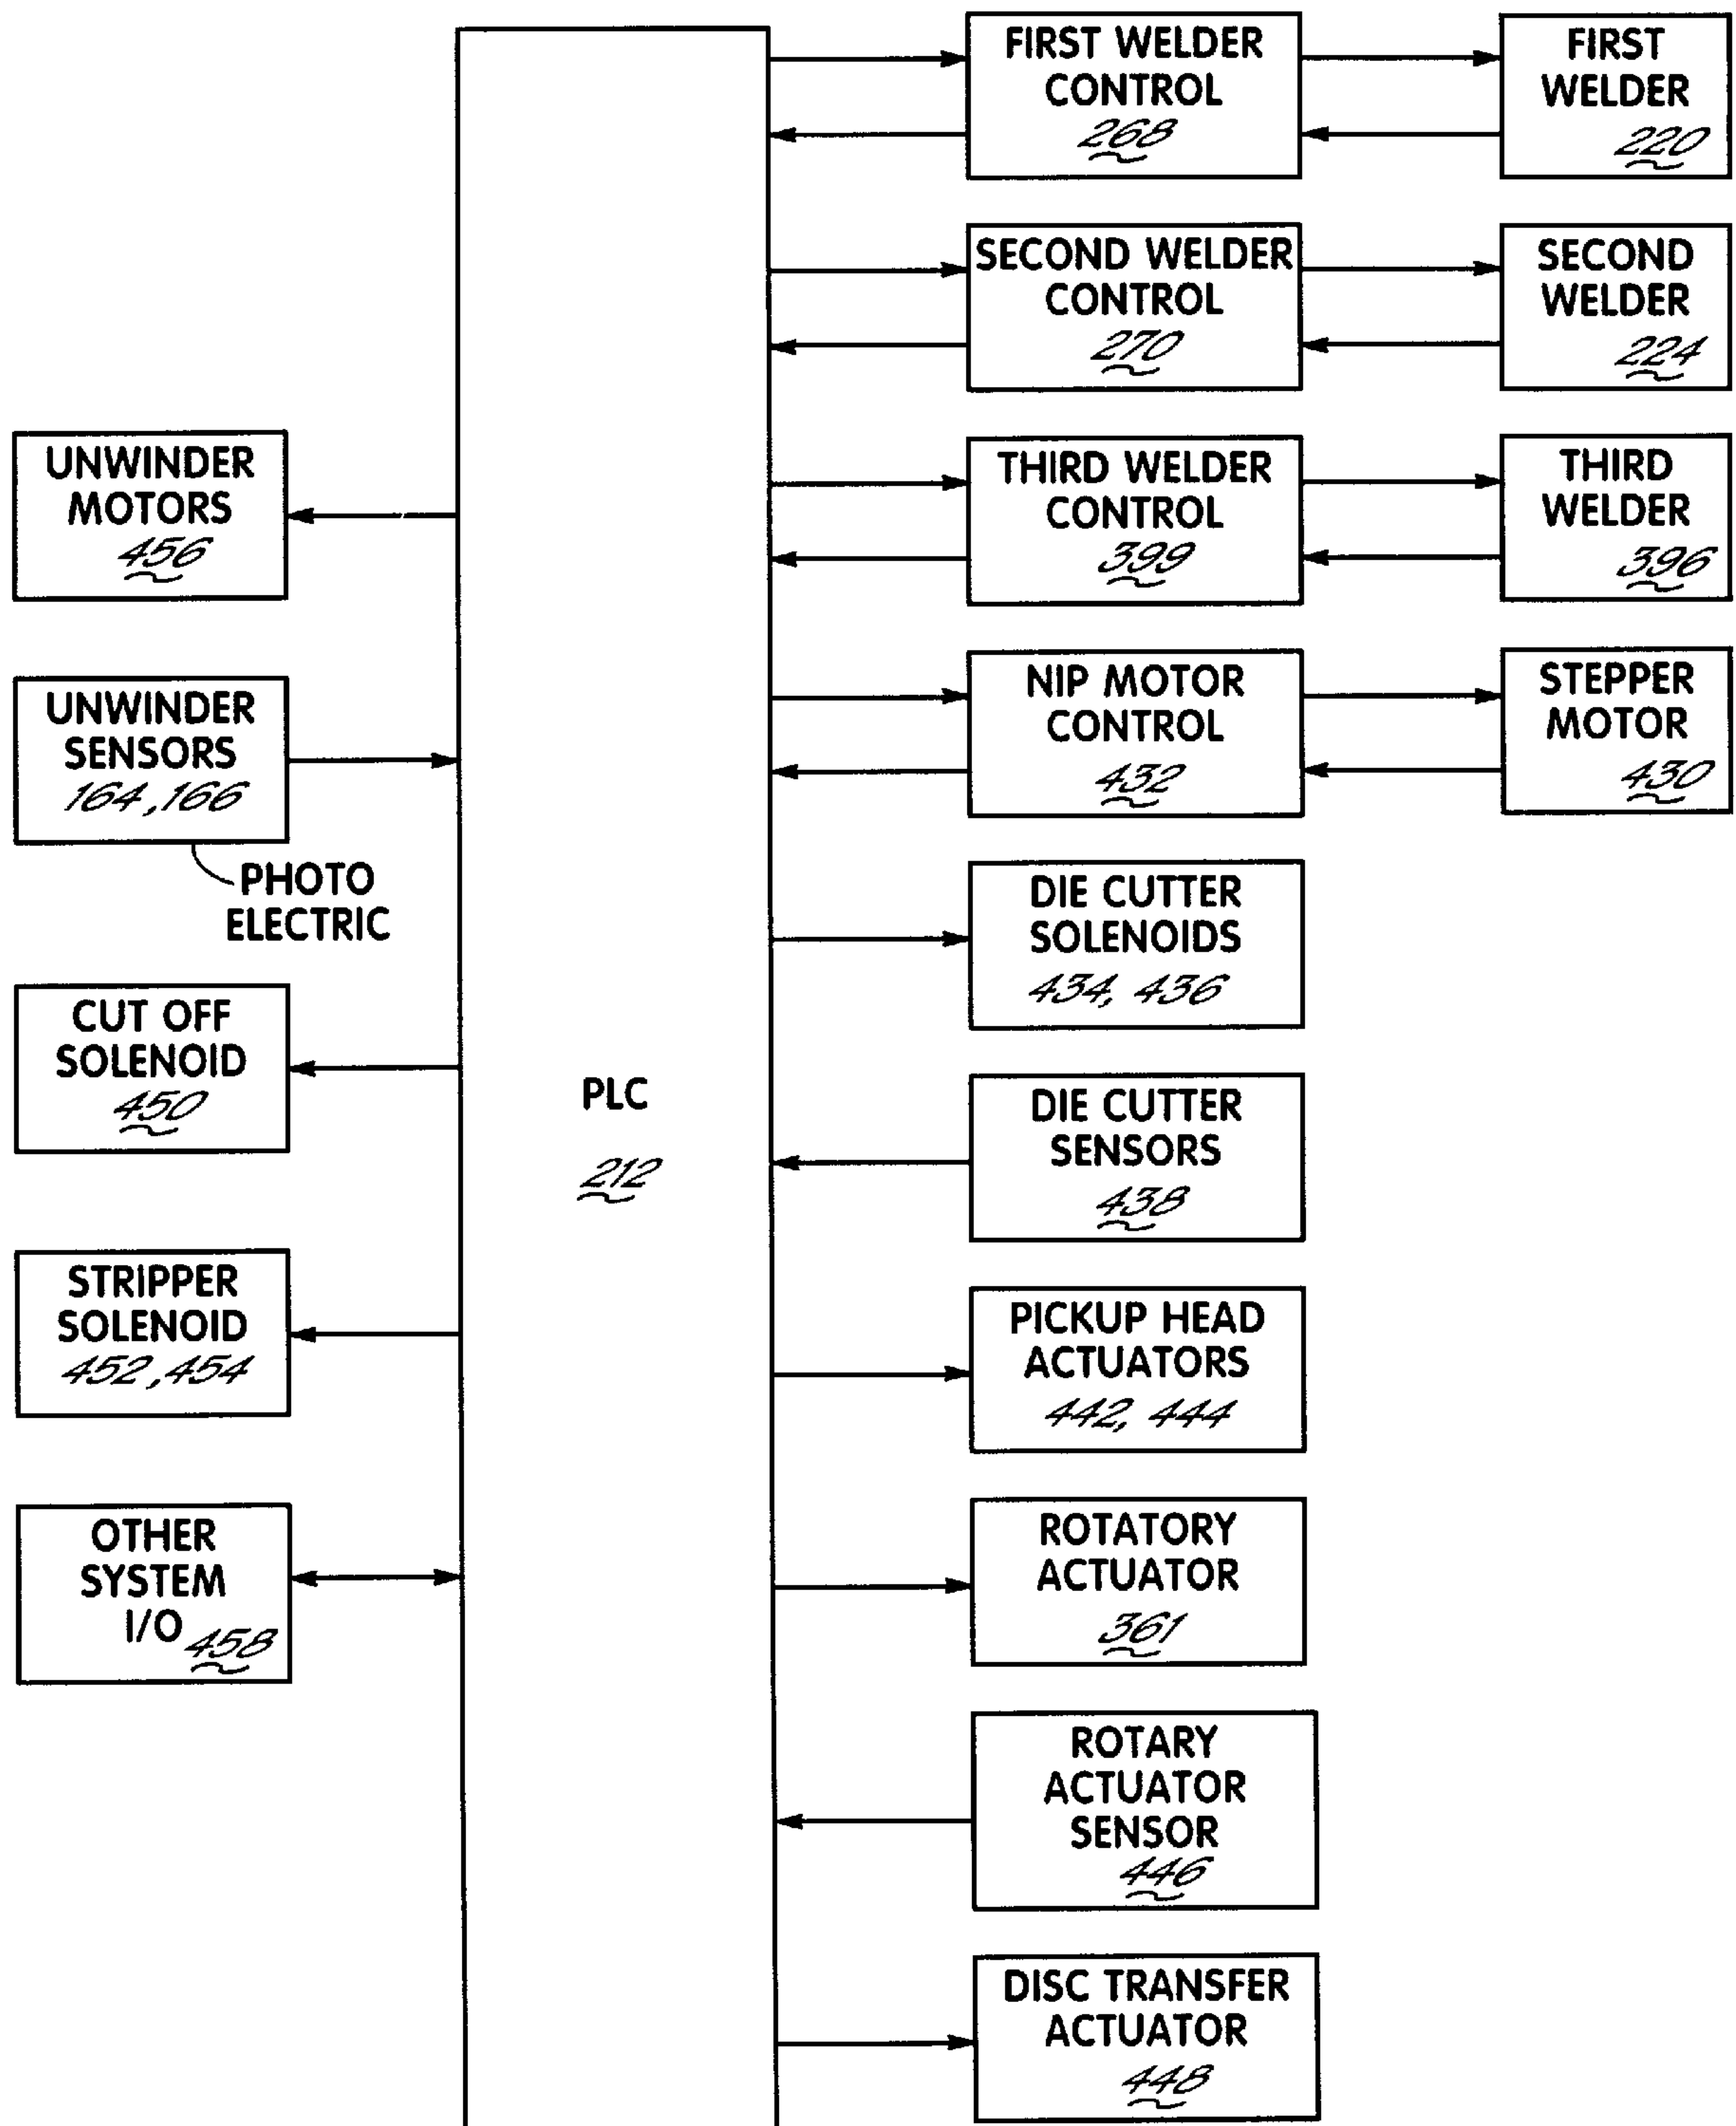 FIRST WELDER
CONTROL
268
FIRST
WELDER
220
SECOND WELDER
CONTROL
270
SECOND
WELDER
224
UNWINDER
MOTORS
456
THIRD WELDER
CONTROL
399
THIRD
WELDER
396
UNWINDER
SENSORS
164, 166
PHOTO
ELECTRIC
NIP MOTOR
CONTROL
432
STEPPER
MOTOR
430
DIE CUTTER
SOLENOIDS
434, 436
CUT OFF
SOLENOID
450
PLC
212
DIE CUTTER
SENSORS
438
STRIPPER
SOLENOID
452, 454
PICKUP HEAD
ACTUATORS
442, 444
OTHER
SYSTEM
I/O 458
ROTATORY
ACTUATOR
361
ROTARY
ACTUATOR
SENSOR
446
DISC TRANSFER
ACTUATOR
448